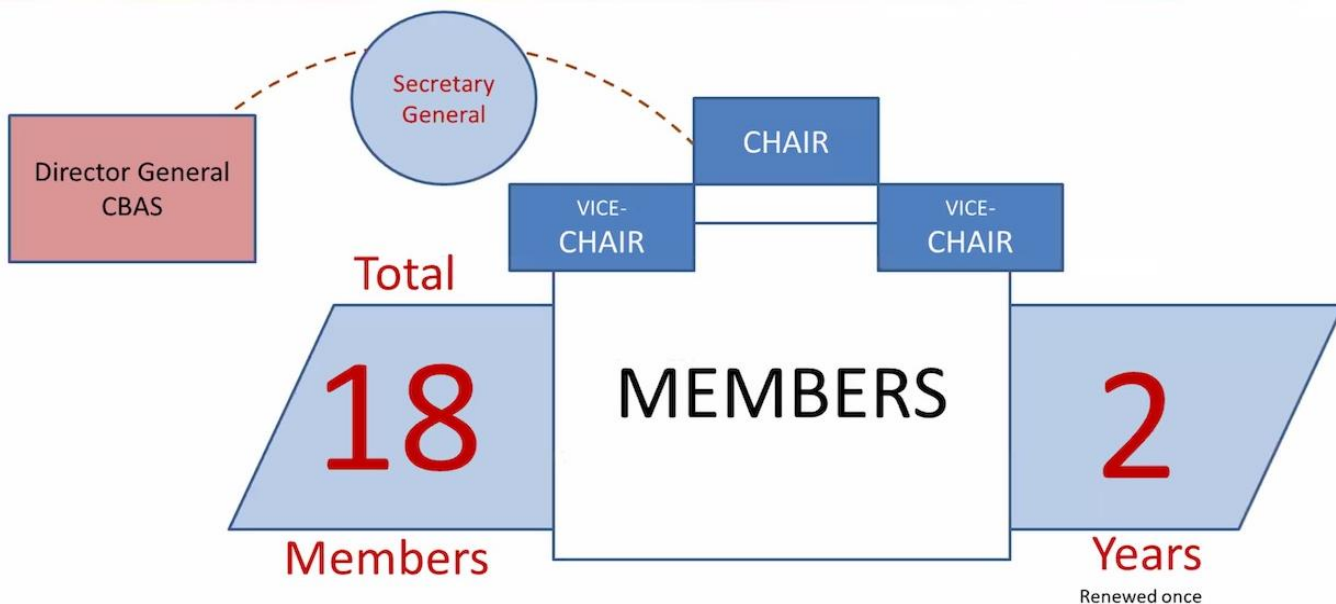 Secretary
General
Director General
CBAS
CHAIR
VICE-
CHAIR
VICE-
CHAIR
Total
18
Members
MEMBERS
2
Years
Renewed once